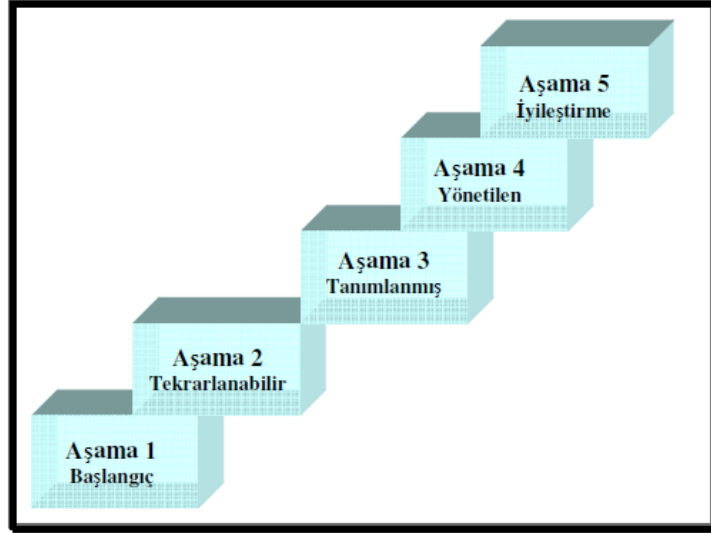 Aşama 5
İyileştirme
Aşama 4
Yönetilen
Aşama 3
Tanımlanmış
Aşama 2
Tekrarlanabilir
Aşama 1
Başlangıç